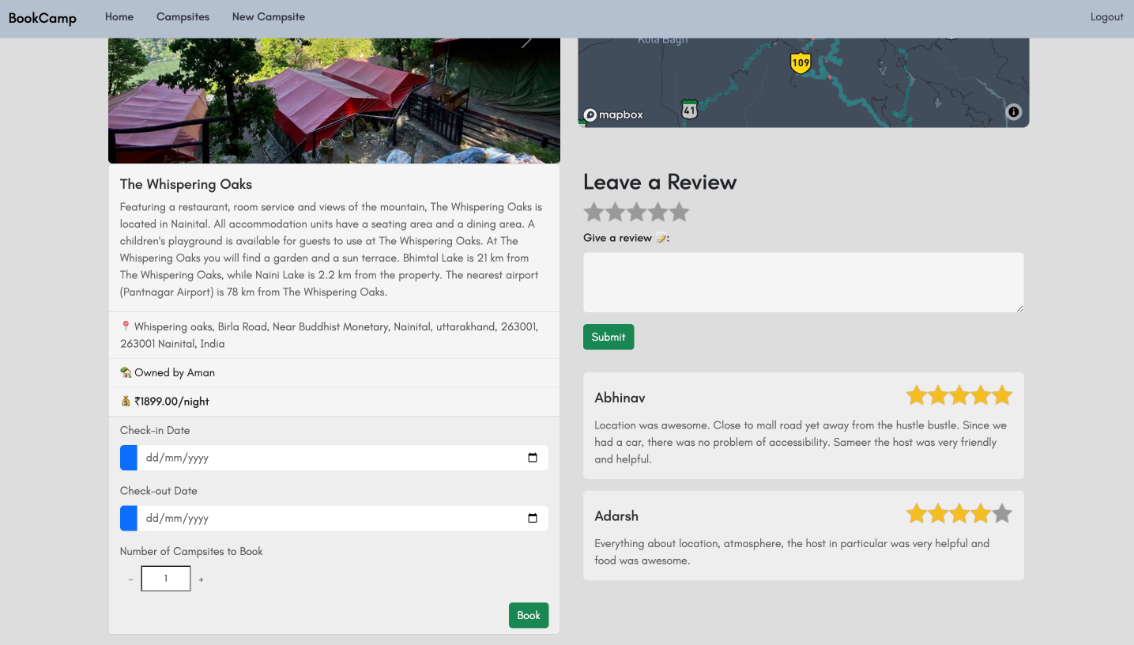 BookCamp
Home
Campsites
New Campsite
Logout
The Whispering Oaks
Featuring a restaurant, room service and views of the mountain, The Whispering Oaks is
located in Nainital. All accommodation units have a seating area and a dining area. A
children's playground is available for guests to use at The Whispering Oaks. At The
Whispering Oaks you will find a garden and a sun terrace. Bhimtal Lake is 21 km from
The Whispering Oaks, while Naini Lake is 2.2 km from the property. The nearest airport
(Pantnagar Airport) is 78 km from The Whispering Oaks.
📍 Whispering oaks, Birla Road, Near Buddhist Monetary, Nainital, uttarakhand, 263001,
263001 Nainital, India
🏡 Owned by Aman
💰 ₹1899.00/night
Check-in Date
dd/mm/yyyy
Check-out Date
dd/mm/yyyy
Number of Campsites to Book
- 1 +
Book
Kota Bagh
109
41
mapbox
Leave a Review
Give a review 📝:
Submit
Abhinav
Location was awesome. Close to mall road yet away from the hustle bustle. Since we
had a car, there was no problem of accessibility. Sameer the host was very friendly
and helpful.
Adarsh
Everything about location, atmosphere, the host in particular was very helpful and
food was awesome.